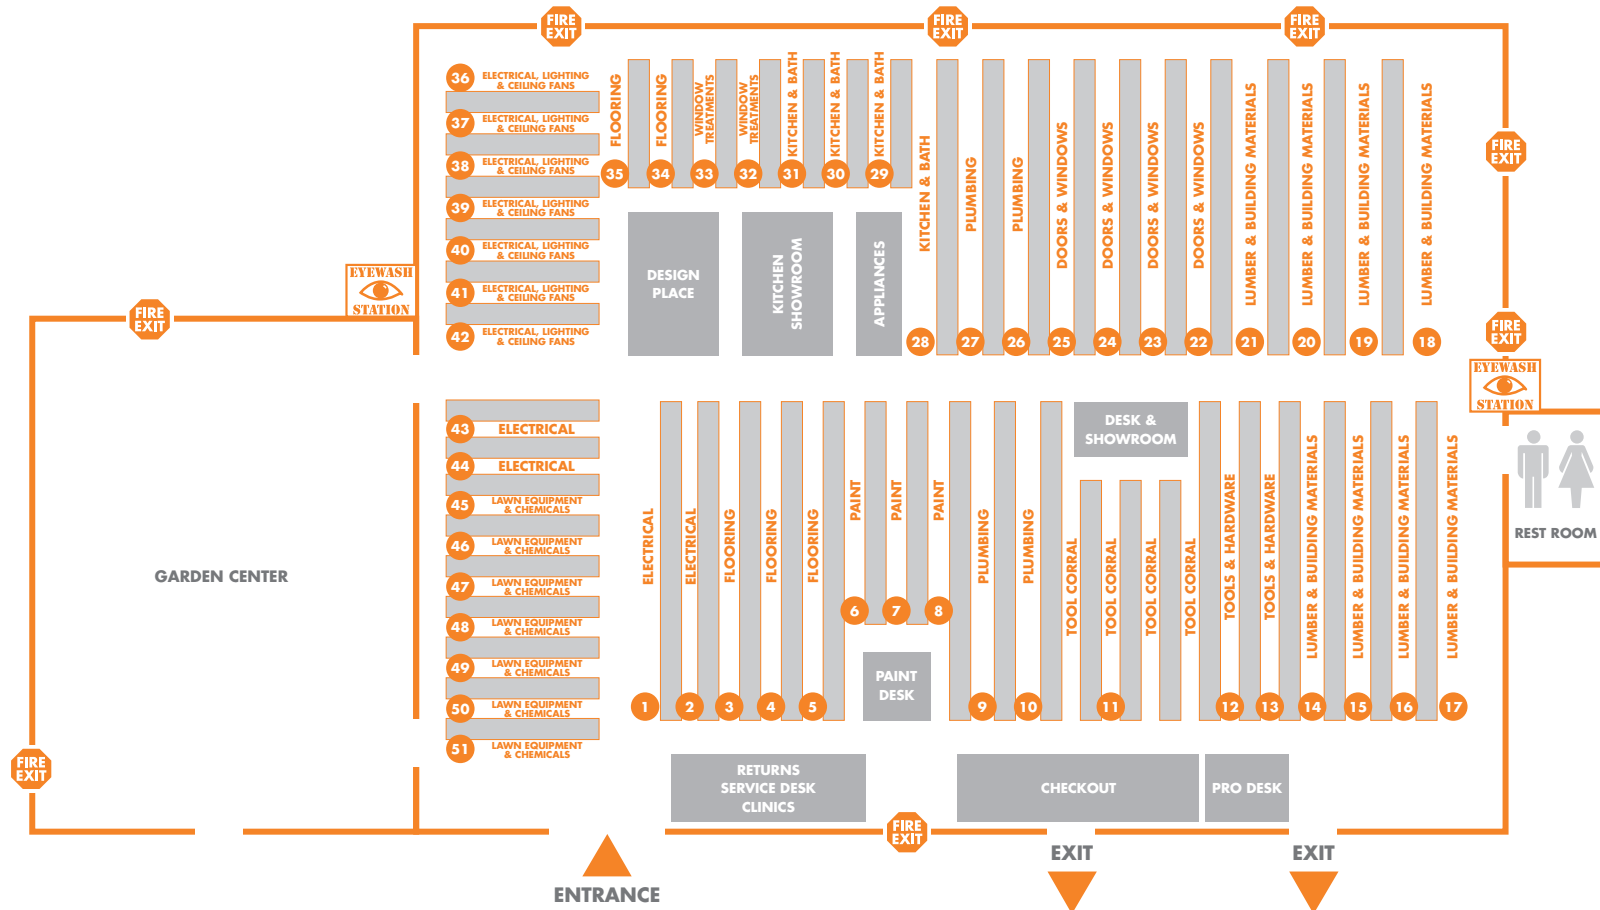 FIRE
EXIT
FIRE
EXIT
FIRE
EXIT
36 ELECTRICAL, LIGHTING
& CEILING FANS
37 ELECTRICAL, LIGHTING
& CEILING FANS
38 ELECTRICAL, LIGHTING
& CEILING FANS
39 ELECTRICAL, LIGHTING
& CEILING FANS
40 ELECTRICAL, LIGHTING
& CEILING FANS
41 ELECTRICAL, LIGHTING
& CEILING FANS
42 ELECTRICAL, LIGHTING
& CEILING FANS
FLOORING
35
FLOORING
34
WINDOW
TREATMENTS
33
WINDOW
TREATMENTS
32
KITCHEN & BATH
31
KITCHEN & BATH
30
KITCHEN & BATH
29
KITCHEN & BATH
28
PLUMBING
27
PLUMBING
26
DOORS & WINDOWS
25
DOORS & WINDOWS
24
DOORS & WINDOWS
23
DOORS & WINDOWS
22
LUMBER & BUILDING MATERIALS
21
LUMBER & BUILDING MATERIALS
20
LUMBER & BUILDING MATERIALS
19
LUMBER & BUILDING MATERIALS
18
FIRE
EXIT
FIRE
EXIT
DESIGN
PLACE
KITCHEN
SHOWROOM
APPLIANCES
EYEWASH
STATION
FIRE
EXIT
EYEWASH
STATION
REST ROOM
GARDEN CENTER
43 ELECTRICAL
44 ELECTRICAL
45 LAWN EQUIPMENT
& CHEMICALS
46 LAWN EQUIPMENT
& CHEMICALS
47 LAWN EQUIPMENT
& CHEMICALS
48 LAWN EQUIPMENT
& CHEMICALS
49 LAWN EQUIPMENT
& CHEMICALS
50 LAWN EQUIPMENT
& CHEMICALS
51 LAWN EQUIPMENT
& CHEMICALS
ELECTRICAL
1
ELECTRICAL
2
FLOORING
3
FLOORING
4
FLOORING
5
PAINT
6
PAINT
7
PAINT
8
PAINT
DESK
PLUMBING
9
PLUMBING
10
DESK &
SHOWROOM
TOOL CORRAL
TOOL CORRAL
11
TOOL CORRAL
TOOL CORRAL
TOOLS & HARDWARE
12
TOOLS & HARDWARE
13
LUMBER & BUILDING MATERIALS
14
LUMBER & BUILDING MATERIALS
15
LUMBER & BUILDING MATERIALS
16
LUMBER & BUILDING MATERIALS
17
FIRE
EXIT
RETURNS
SERVICE DESK
CLINICS
CHECKOUT
PRO DESK
FIRE
EXIT
ENTRANCE
EXIT
EXIT